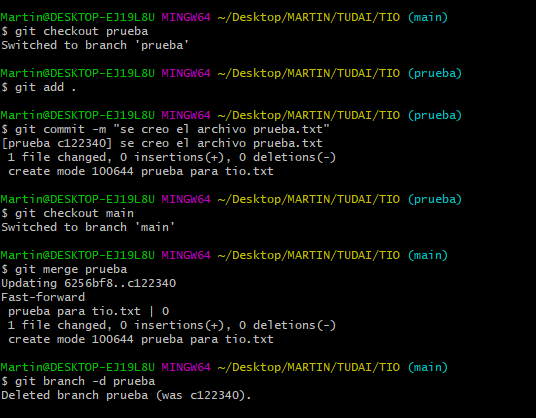 Martin@DESKTOP-EJ19L8U MINGW64 ~/Desktop/MARTIN/TUDAI/TIO (main)
$ git checkout prueba
Switched to branch 'prueba'
Martin@DESKTOP-EJ19L8U MINGW64 ~/Desktop/MARTIN/TUDAI/TIO (prueba)
$ git add .
Martin@DESKTOP-EJ19L8U MINGW64 ~/Desktop/MARTIN/TUDAI/TIO (prueba)
$ git commit -m "se creo el archivo prueba.txt"
[prueba c122340] se creo el archivo prueba.txt
1 file changed, 0 insertions(+), 0 deletions(-)
create mode 100644 prueba para tio.txt
Martin@DESKTOP-EJ19L8U MINGW64 ~/Desktop/MARTIN/TUDAI/TIO (prueba)
$ git checkout main
Switched to branch 'main'
Martin@DESKTOP-EJ19L8U MINGW64 ~/Desktop/MARTIN/TUDAI/TIO (main)
$ git merge prueba
Updating 6256bf8..c122340
Fast-forward
prueba para tio.txt | 0
1 file changed, 0 insertions(+), 0 deletions(-)
create mode 100644 prueba para tio.txt
Martin@DESKTOP-EJ19L8U MINGW64 ~/Desktop/MARTIN/TUDAI/TIO (main)
$ git branch -d prueba
Deleted branch prueba (was c122340).